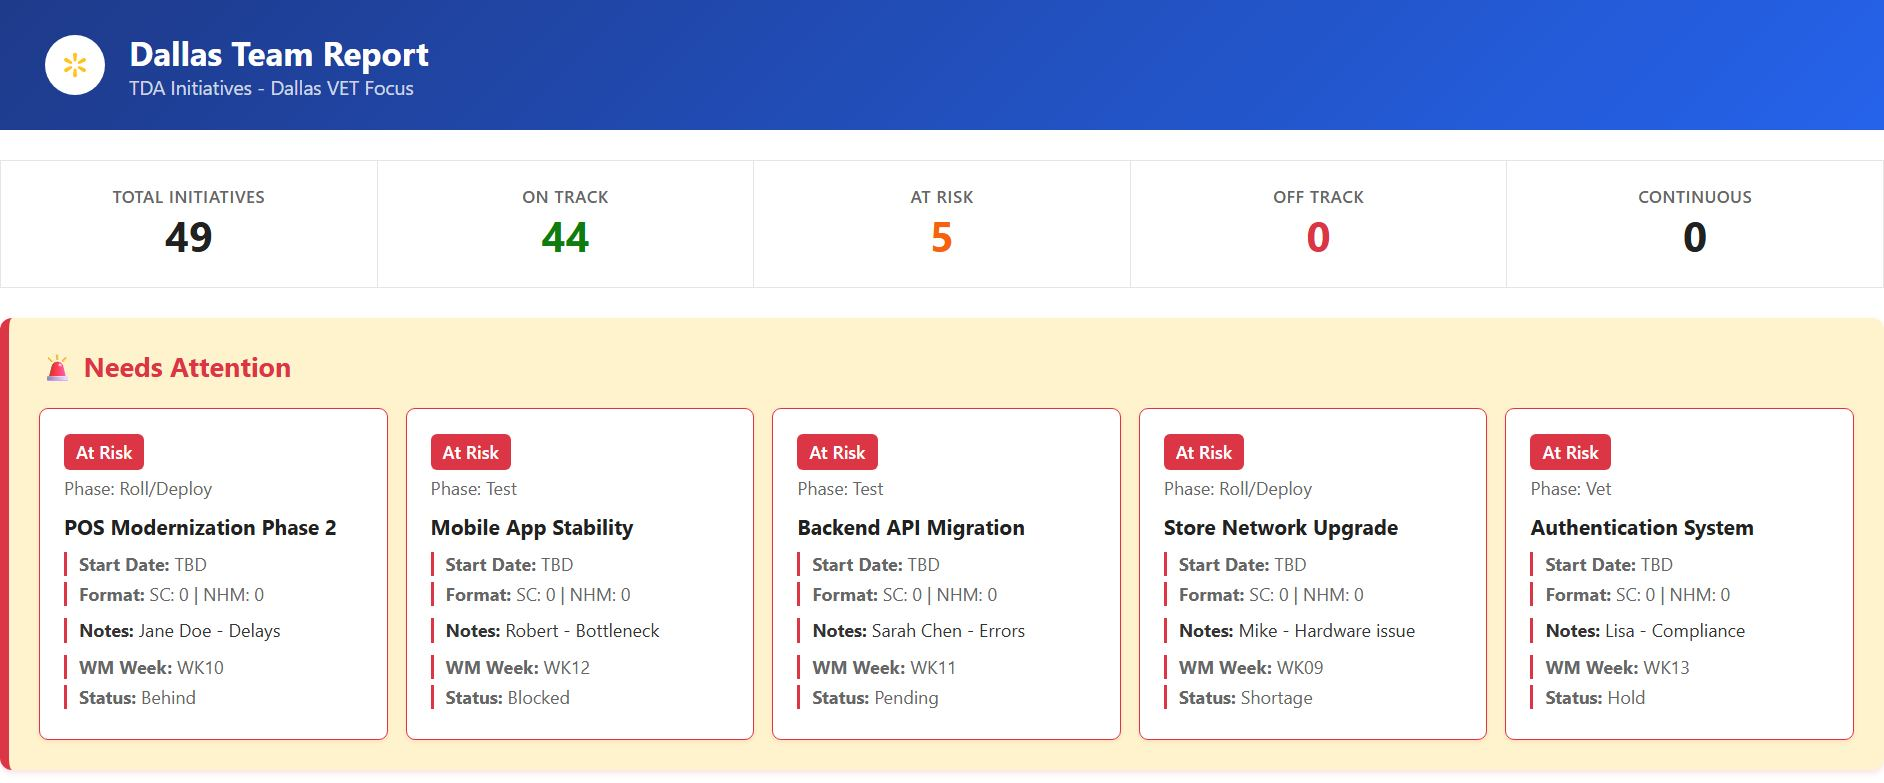 Dallas Team Report
TDA Initiatives - Dallas VET Focus
TOTAL INITIATIVES
49
ON TRACK
44
AT RISK
5
OFF TRACK
0
CONTINUOUS
0
Needs Attention
At Risk
Phase: Roll/Deploy
POS Modernization Phase 2
Start Date: TBD
Format: SC: 0 | NHM: 0
Notes: Jane Doe - Delays
WM Week: WK10
Status: Behind
At Risk
Phase: Test
Mobile App Stability
Start Date: TBD
Format: SC: 0 | NHM: 0
Notes: Robert - Bottleneck
WM Week: WK12
Status: Blocked
At Risk
Phase: Test
Backend API Migration
Start Date: TBD
Format: SC: 0 | NHM: 0
Notes: Sarah Chen - Errors
WM Week: WK11
Status: Pending
At Risk
Phase: Roll/Deploy
Store Network Upgrade
Start Date: TBD
Format: SC: 0 | NHM: 0
Notes: Mike - Hardware issue
WM Week: WK09
Status: Shortage
At Risk
Phase: Vet
Authentication System
Start Date: TBD
Format: SC: 0 | NHM: 0
Notes: Lisa - Compliance
WM Week: WK13
Status: Hold